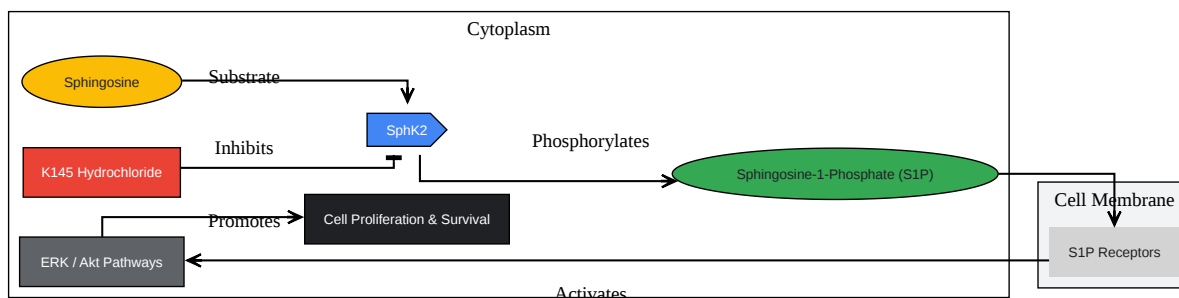 Cytoplasm
Sphingosine
Substrate
SphK2
Inhibits
Phosphorylates
K145 Hydrochloride
Sphingosine-1-Phosphate (S1P)
Cell Membrane
Promotes
Cell Proliferation & Survival
ERK / Akt Pathways
S1P Receptors
Activates